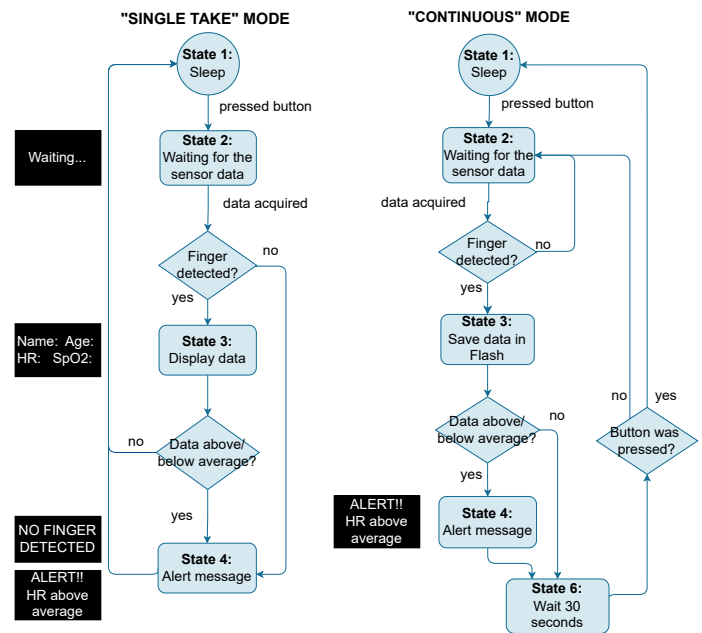 "SINGLE TAKE" MODE
State 1:
Sleep
pressed button
State 2:
Waiting for the
sensor data
Waiting...
data acquired
Finger
detected?
no
yes
Name: Age:
HR: SpO2:
State 3:
Display data
Data above/
below average?
no
yes
NO FINGER
DETECTED
ALERT!!
HR above
average
State 4:
Alert message
"CONTINUOUS" MODE
State 1:
Sleep
pressed button
State 2:
Waiting for the
sensor data
data acquired
Finger
detected?
no
yes
State 3:
Save data in
Flash
Data above/
below average?
no
yes
ALERT!!
HR above
average
State 4:
Alert message
State 6:
Wait 30
seconds
Button was
pressed?
no
yes